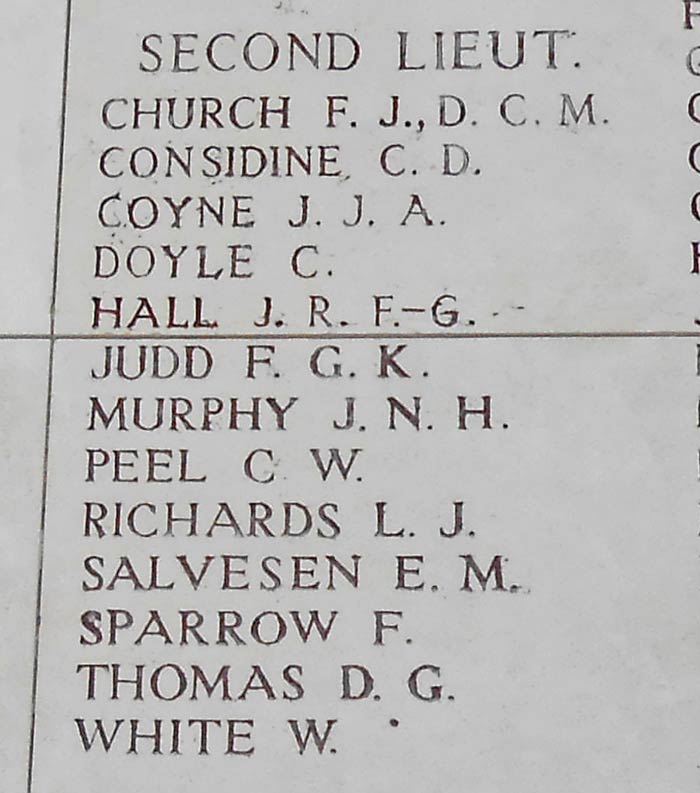 SECOND LIEUT.
CHURCH F. J., D. C. M.
CONSIDINE, C. D.
COYNE J. J. A.
DOYLE C.
HALL J. R. F.-G.
JUDD F. G. K.
MURPHY J. N. H.
PEEL C. W.
RICHARDS L. J.
SALVESEN E. M.
SPARROW F.
THOMAS D. G.
WHITE W.